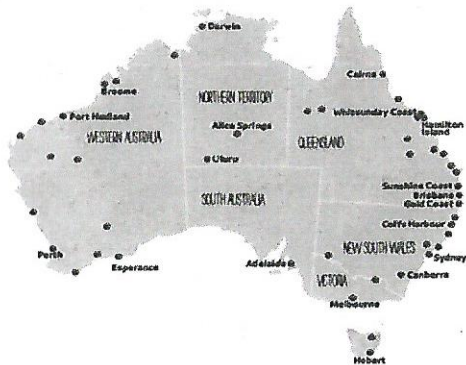 Darwin
Cairns
Broome
NORTHERN TERRITORY
Port Hedland
Whitsunday Coast
Hamilton
Island
Alice Springs
WESTERN AUSTRALIA
QUEENSLAND
Uluru
Sunshine Coast
Brisbane
Gold Coast
SOUTH AUSTRALIA
Coffs Harbour
NEW SOUTH WALES
Perth
Esperance
Adelaide
Sydney
Canberra
VICTORIA
Melbourne
Hobart